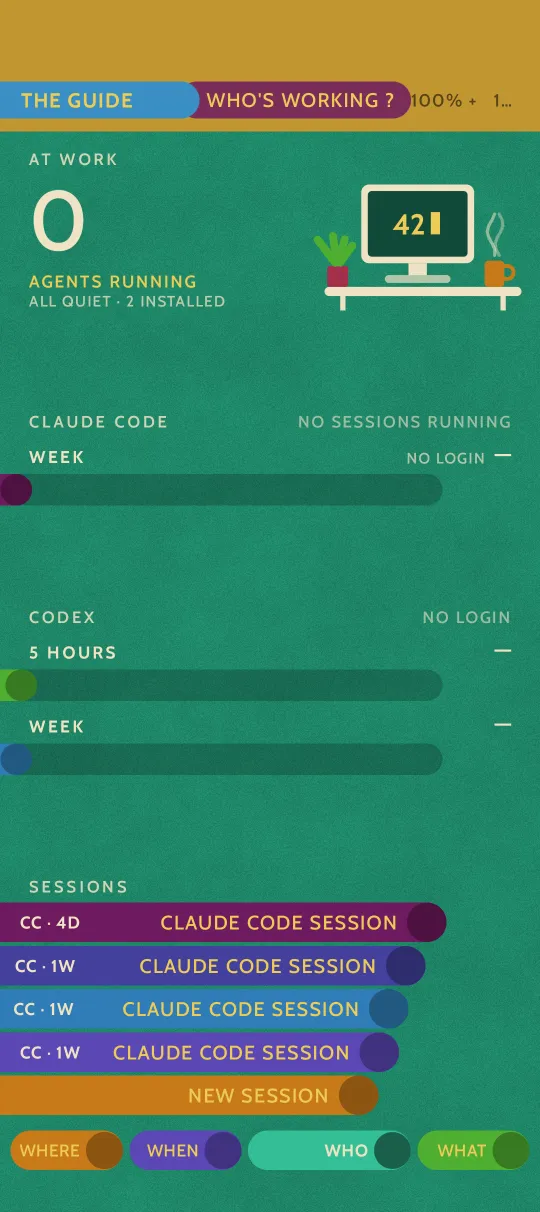 THE GUIDE
WHO'S WORKING ?
100% + 1...
AT WORK
0
42
AGENTS RUNNING
ALL QUIET · 2 INSTALLED
CLAUDE CODE
NO SESSIONS RUNNING
WEEK
NO LOGIN —
CODEX
NO LOGIN
5 HOURS
—
WEEK
—
SESSIONS
CC · 4D CLAUDE CODE SESSION
CC · 1W CLAUDE CODE SESSION
CC · 1W CLAUDE CODE SESSION
CC · 1W CLAUDE CODE SESSION
NEW SESSION
WHERE
WHEN
WHO
WHAT